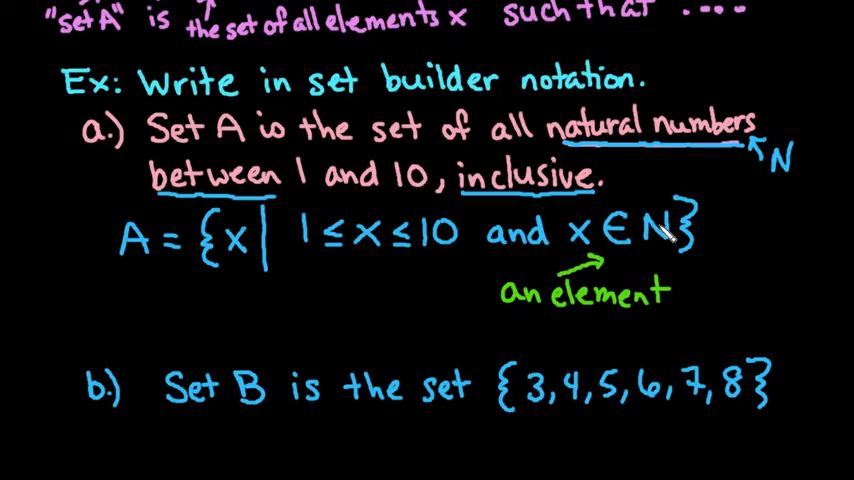 "set A" is the set of all elements x such that ....
Ex: Write in set builder notation.
a.) Set A is the set of all natural numbers
N
between 1 and 10, inclusive.
A = {x| 1 ≤ x ≤ 10 and x ∈ N}
an element
b.) Set B is the set {3, 4, 5, 6, 7, 8}